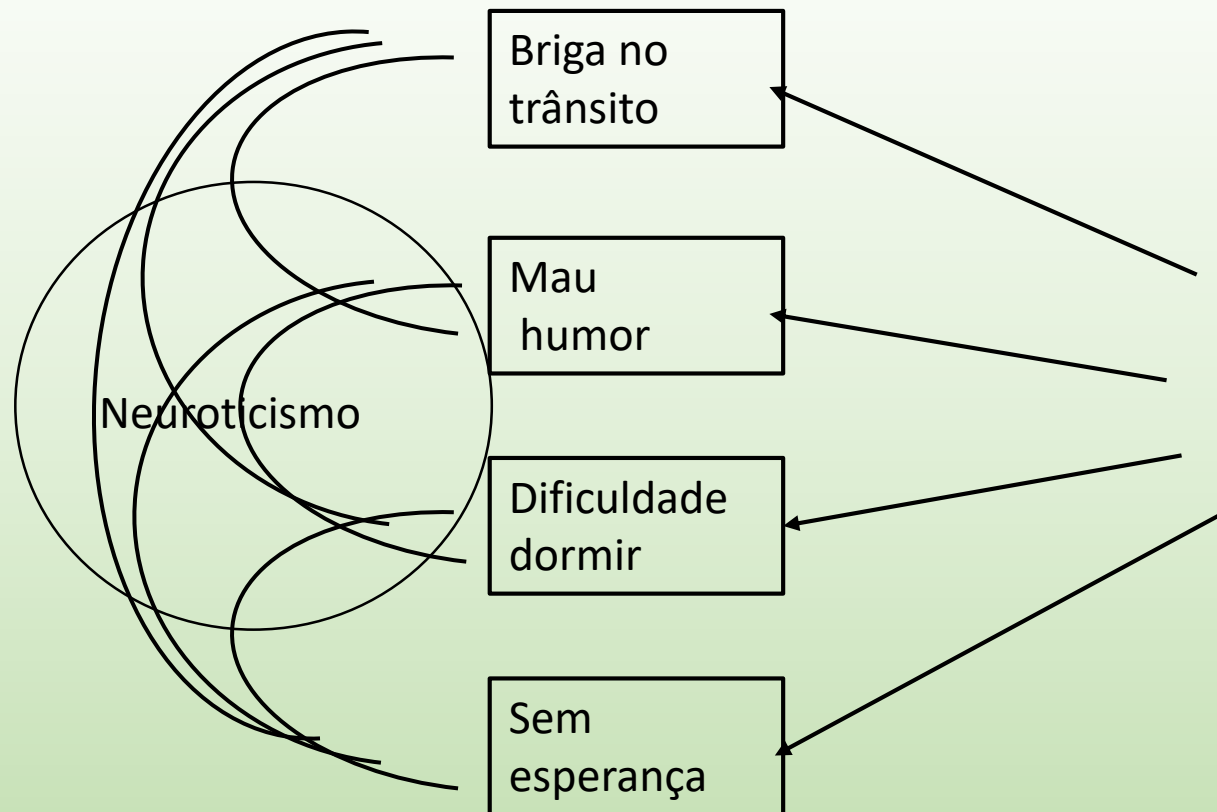 Briga no
trânsito
Mau
humor
Neuroticismo
Dificuldade
dormir
Sem
esperança